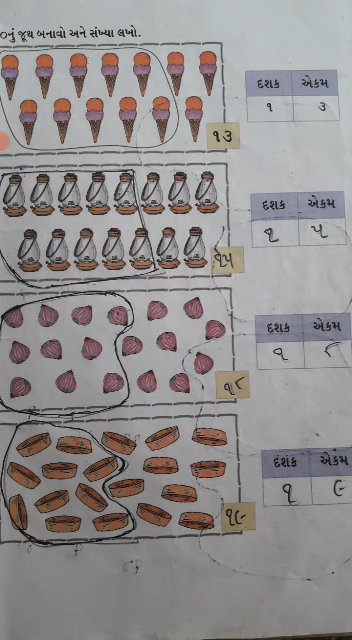 ૦નું જૂથ બનાવો અને સંખ્યા લખો.
દશક એકમ
૧ ૩
૧૩
દશક એકમ
૧ ૫
૧૫
દશક એકમ
૧ ૮
૧૮
દશંક એકમ
૧ ૯
૧૯